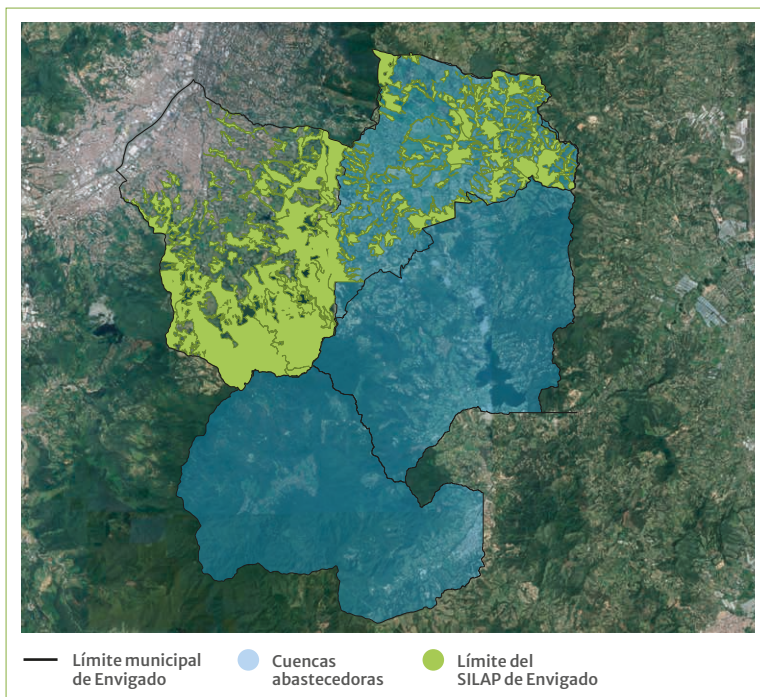 Límite municipal
de Envigado
Cuencas
abastecedoras
Límite del
SILAP de Envigado